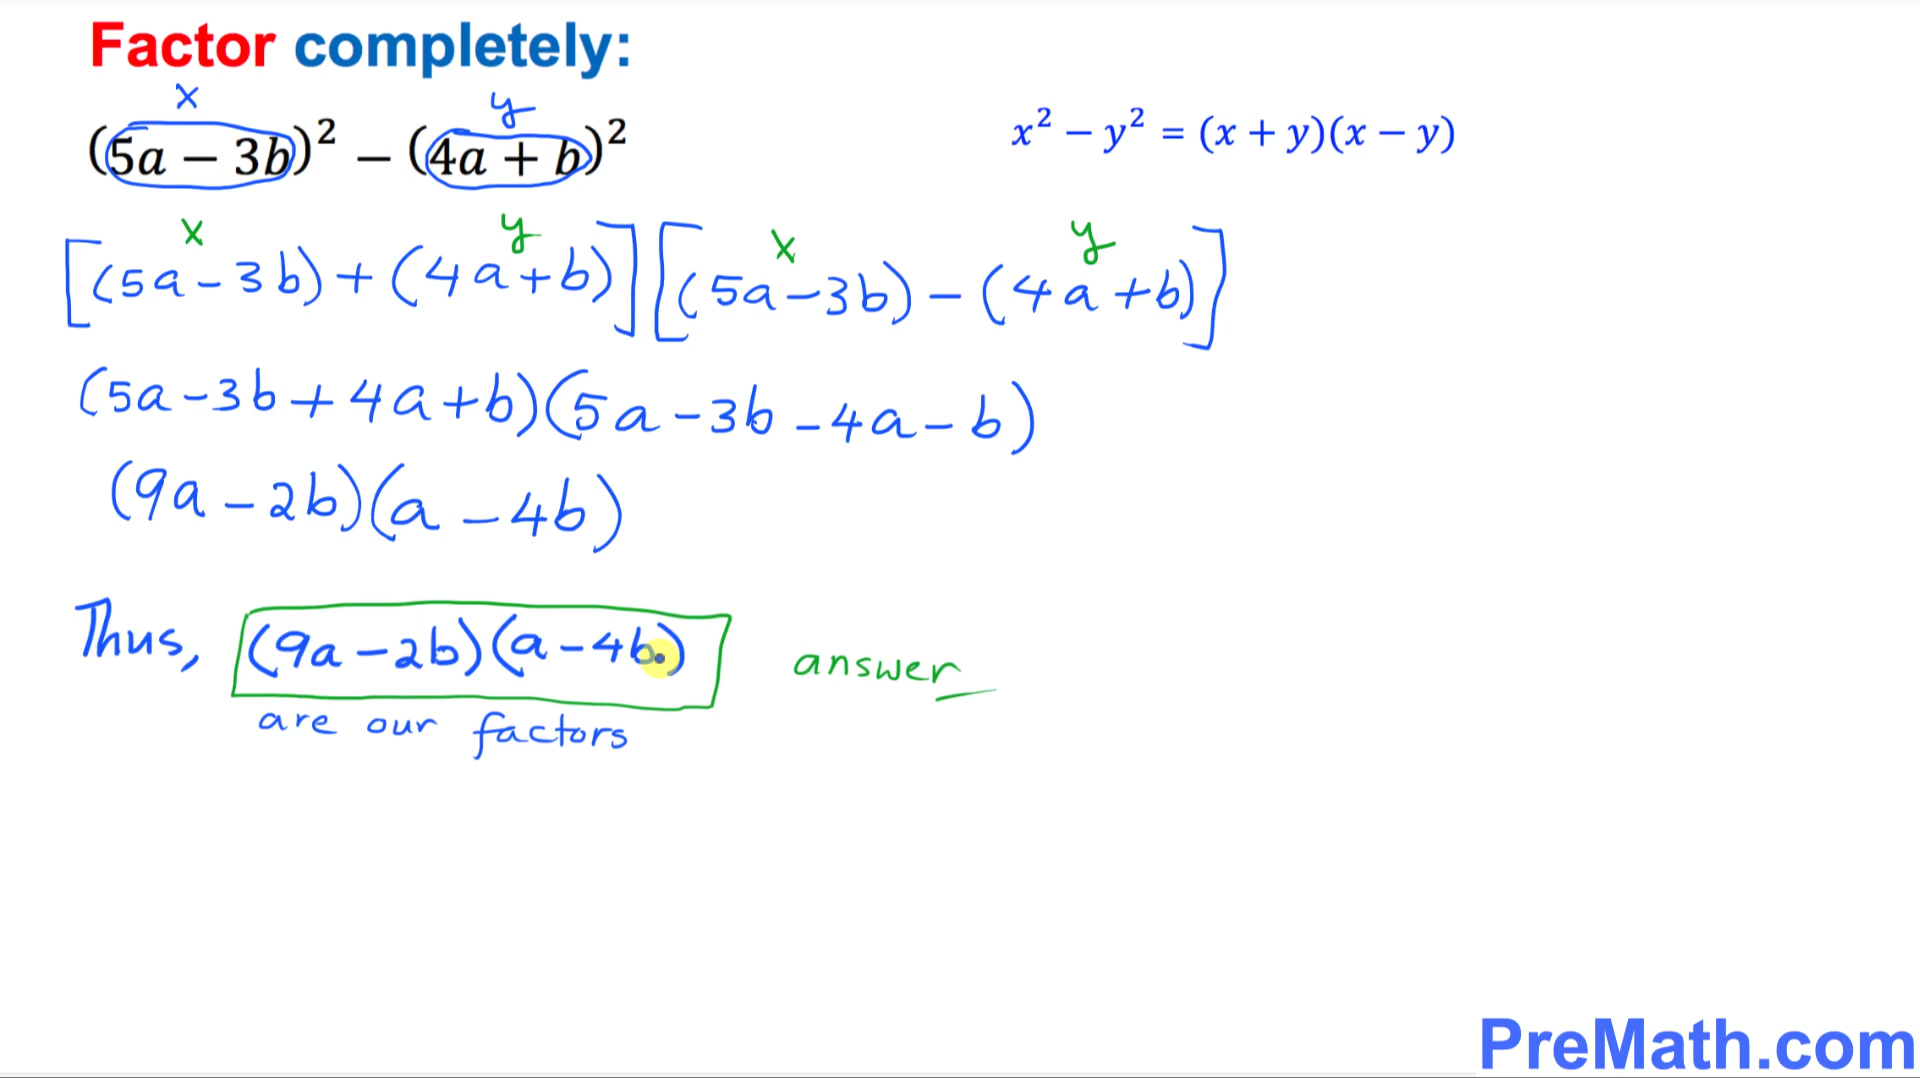 Factor completely:
x y
(5a − 3b)² − (4a + b)²
x² − y² = (x + y)(x − y)
x y x y
[(5a-3b)+(4a+b)][(5a-3b)-(4a+b)]
(5a-3b+4a+b)(5a-3b-4a-b)
(9a-2b)(a-4b)
Thus, (9a-2b)(a-4b) answer
are our factors
PreMath.com